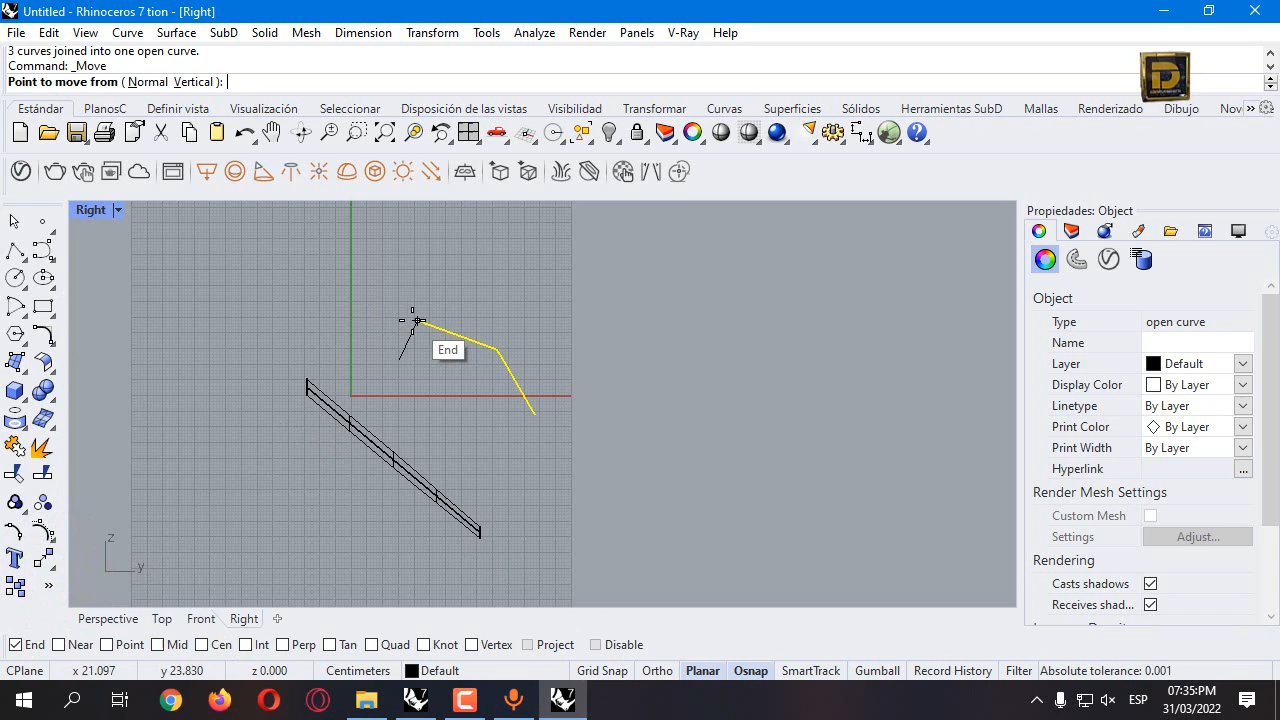 Untitled - Rhinoceros 7 tion - [Right]
File Edit View Curve Surface SubD Solid Mesh Dimension Transform Tools Analyze Render Panels V-Ray Help
3 curves joined into one open curve.
Command: _Move
Point to move from ( Normal Vertical ):
Estándar PlanosC Definir vista Visualización Seleccionar Disposición de las vistas Visibilidad Transformar Curvas Superficies Sólidos Herramientas SubD Mallas Renderizado Dibujo Nov
Right
End
z
y
Propiedades: Object
Object
Type open curve
Name
Layer Default
Display Color By Layer
Linetype By Layer
Print Color By Layer
Print Width By Layer
Hyperlink ...
Render Mesh Settings
Custom Mesh
Settings Adjust...
Rendering
Casts shadows
Receives shad...
Perspective Top Front Right
End Near Point Mid Cen Int Perp Tan Quad Knot Vertex Project Disable
CPlane x 21.097 y 23.830 z 0.000 Centimeters Default Grid Snap Ortho Planar Osnap SmartTrack Gumball Record History Filter Absolute tolerance: 0.001
ESP 07:35PM
31/03/2022